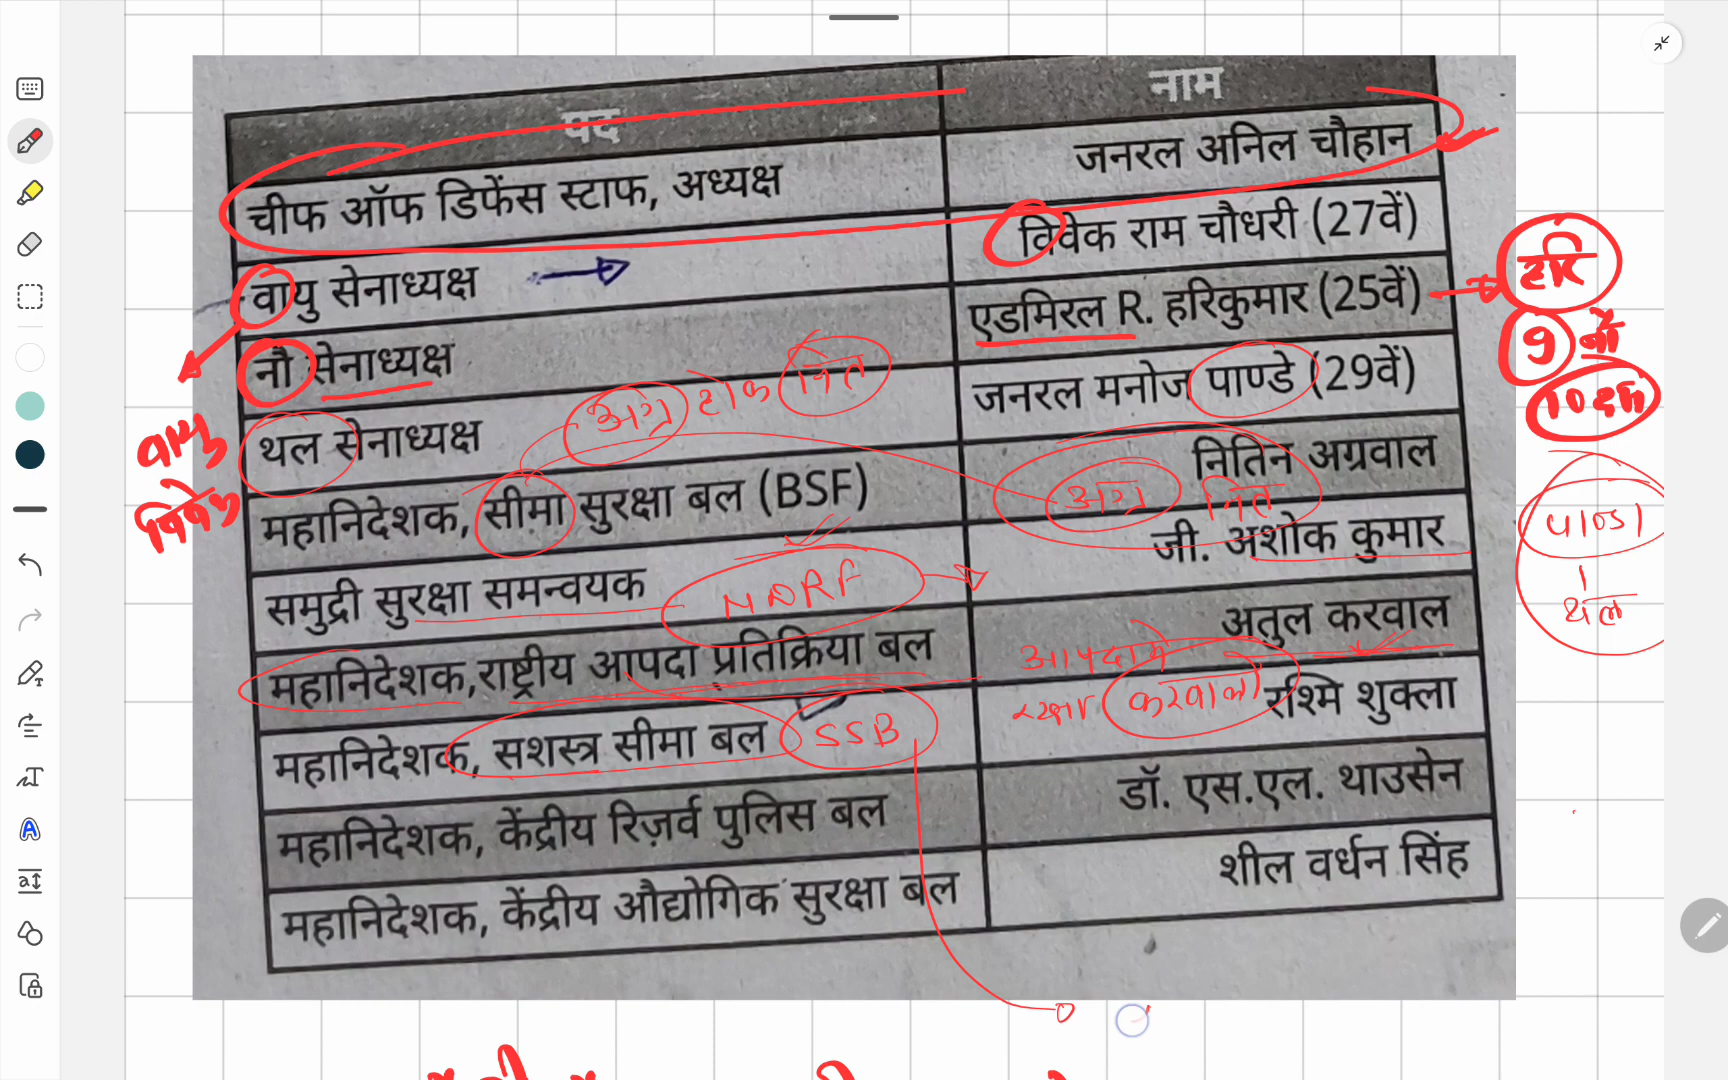 पद नाम
चीफ ऑफ डिफेंस स्टाफ, अध्यक्ष जनरल अनिल चौहान
वायु सेनाध्यक्ष विवेक राम चौधरी (27वें)
नौ सेनाध्यक्ष एडमिरल R. हरिकुमार (25वें)
थल सेनाध्यक्ष जनरल मनोज पाण्डे (29वें)
महानिदेशक, सीमा सुरक्षा बल (BSF) नितिन अग्रवाल
समुद्री सुरक्षा समन्वयक जी. अशोक कुमार
महानिदेशक,राष्ट्रीय आपदा प्रतिक्रिया बल अतुल करवाल
महानिदेशक, सशस्त्र सीमा बल रश्मि शुक्ला
महानिदेशक, केंद्रीय रिज़र्व पुलिस बल डॉ. एस.एल. थाउसेन
महानिदेशक, केंद्रीय औद्योगिक सुरक्षा बल शील वर्धन सिंह
हरि
9
वायु
अग्र नित
अग्र नित
थल
NDRF
करवाल
SSB